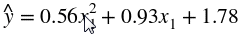 ŷ = 0.56x₁² + 0.93x₁ + 1.78